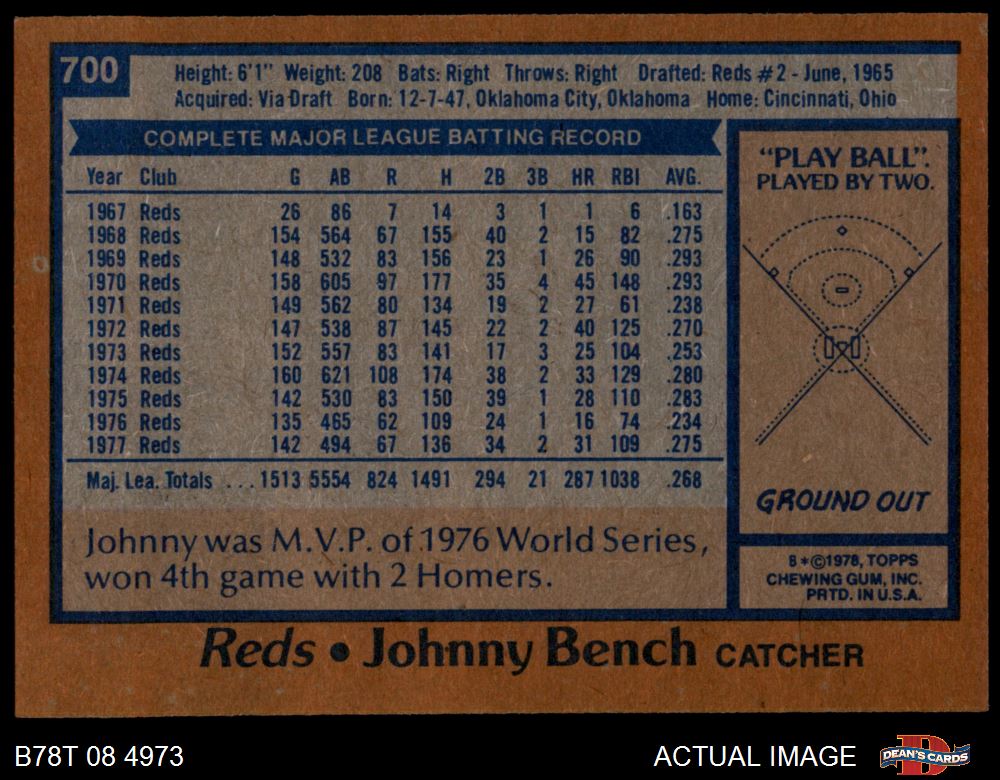 700
Height: 6'1" Weight: 208 Bats: Right Throws: Right Drafted: Reds #2 - June, 1965
Acquired: Via Draft Born: 12-7-47, Oklahoma City, Oklahoma Home: Cincinnati, Ohio
COMPLETE MAJOR LEAGUE BATTING RECORD
Year Club G AB R H 2B 3B HR RBI AVG.
1967 Reds 26 86 7 14 3 1 1 6 .163
1968 Reds 154 564 67 155 40 2 15 82 .275
1969 Reds 148 532 83 156 23 1 26 90 .293
1970 Reds 158 605 97 177 35 4 45 148 .293
1971 Reds 149 562 80 134 19 2 27 61 .238
1972 Reds 147 538 87 145 22 2 40 125 .270
1973 Reds 152 557 83 141 17 3 25 104 .253
1974 Reds 160 621 108 174 38 2 33 129 .280
1975 Reds 142 530 83 150 39 1 28 110 .283
1976 Reds 135 465 62 109 24 1 16 74 .234
1977 Reds 142 494 67 136 34 2 31 109 .275
Maj. Lea. Totals ... 1513 5554 824 1491 294 21 287 1038 .268
Johnny was M.V.P. of 1976 World Series,
won 4th game with 2 Homers.
"PLAY BALL".
PLAYED BY TWO.
GROUND OUT
8*©1978, TOPPS
CHEWING GUM, INC.
PRTD. IN U.S.A.
Reds • Johnny Bench CATCHER
B78T 08 4973
ACTUAL IMAGE
DEAN'S CARDS